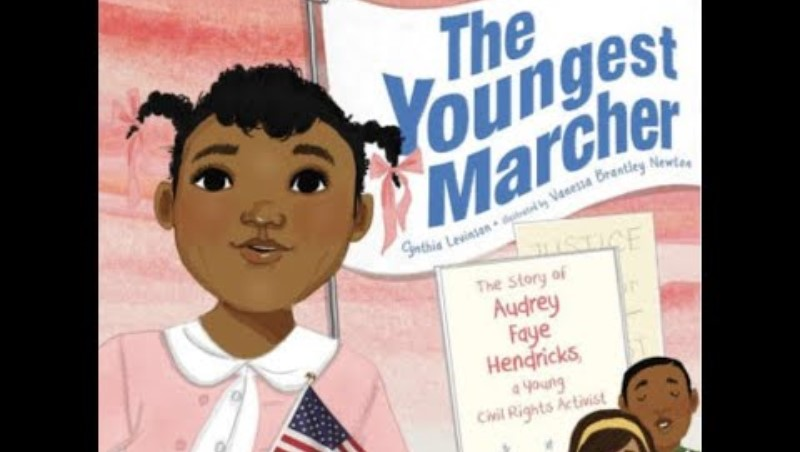 The
Youngest
Marcher
Cynthia Levinson • illustrated by Vanessa Brantley Newton
JUSTICE
The Story of
Audrey
Faye
Hendricks,
a Young
Civil Rights Activist